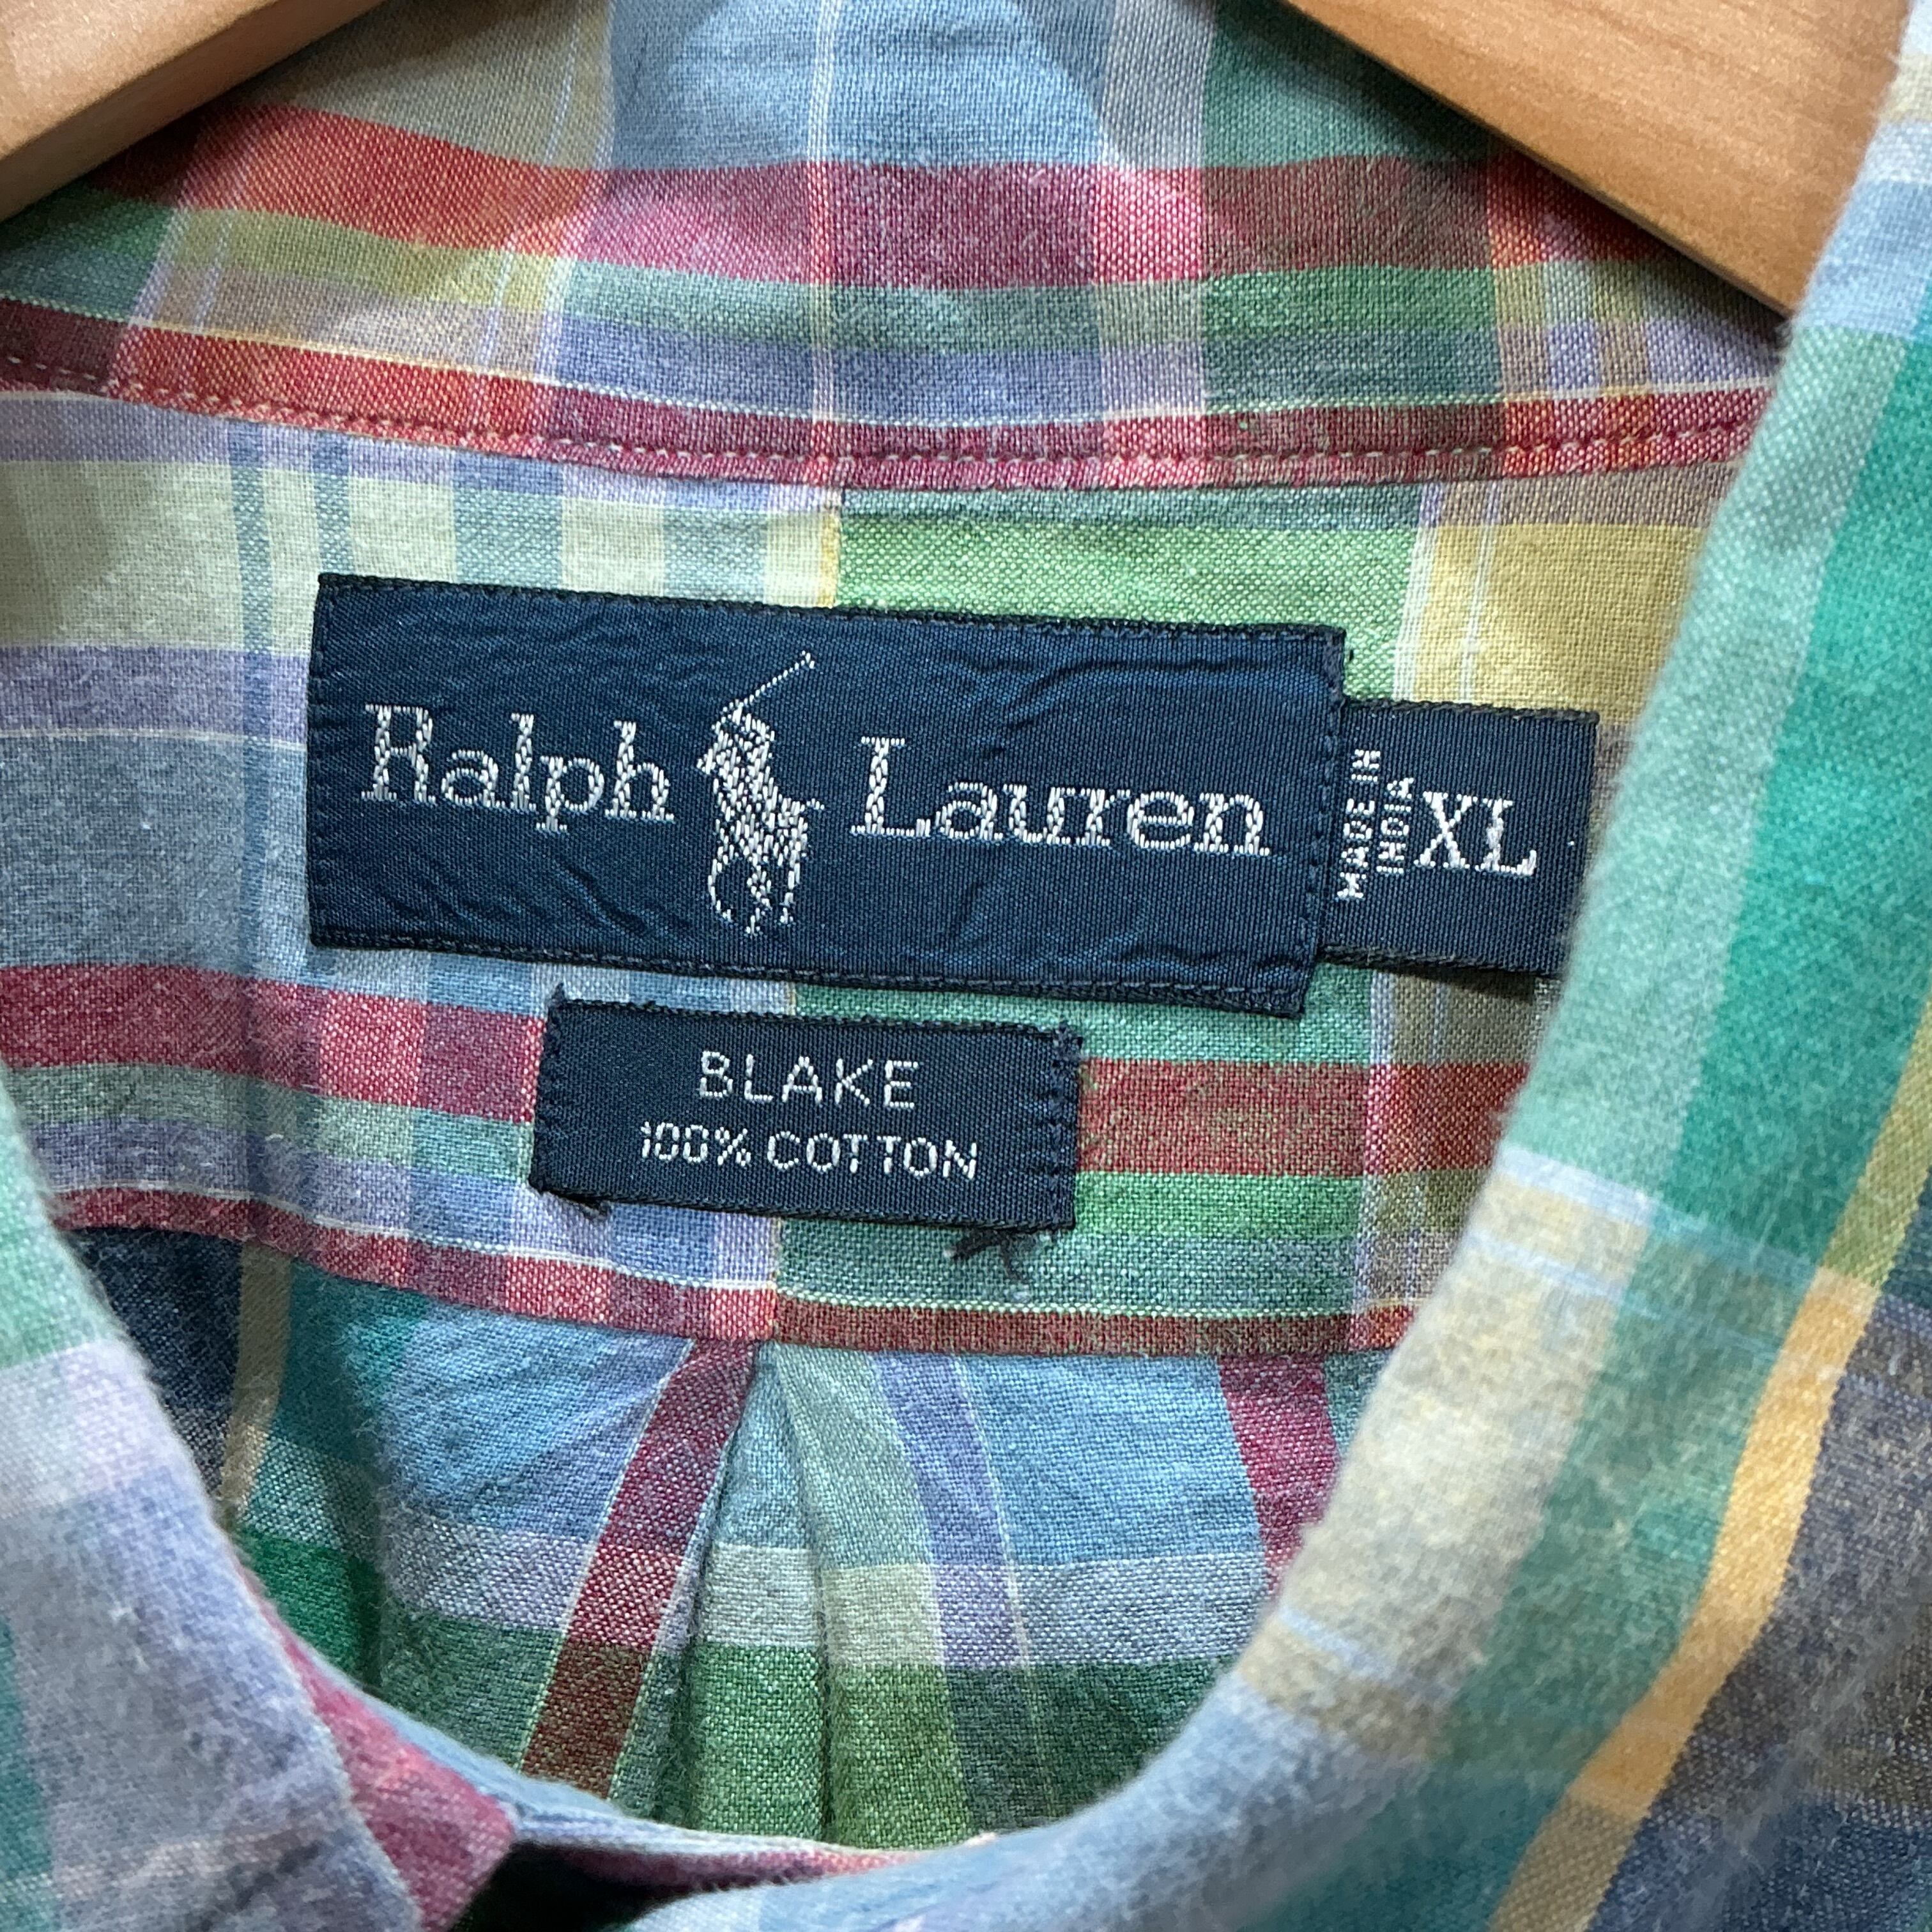 Ralph Lauren
MADE IN
INDIA
XL
BLAKE
100% COTTON